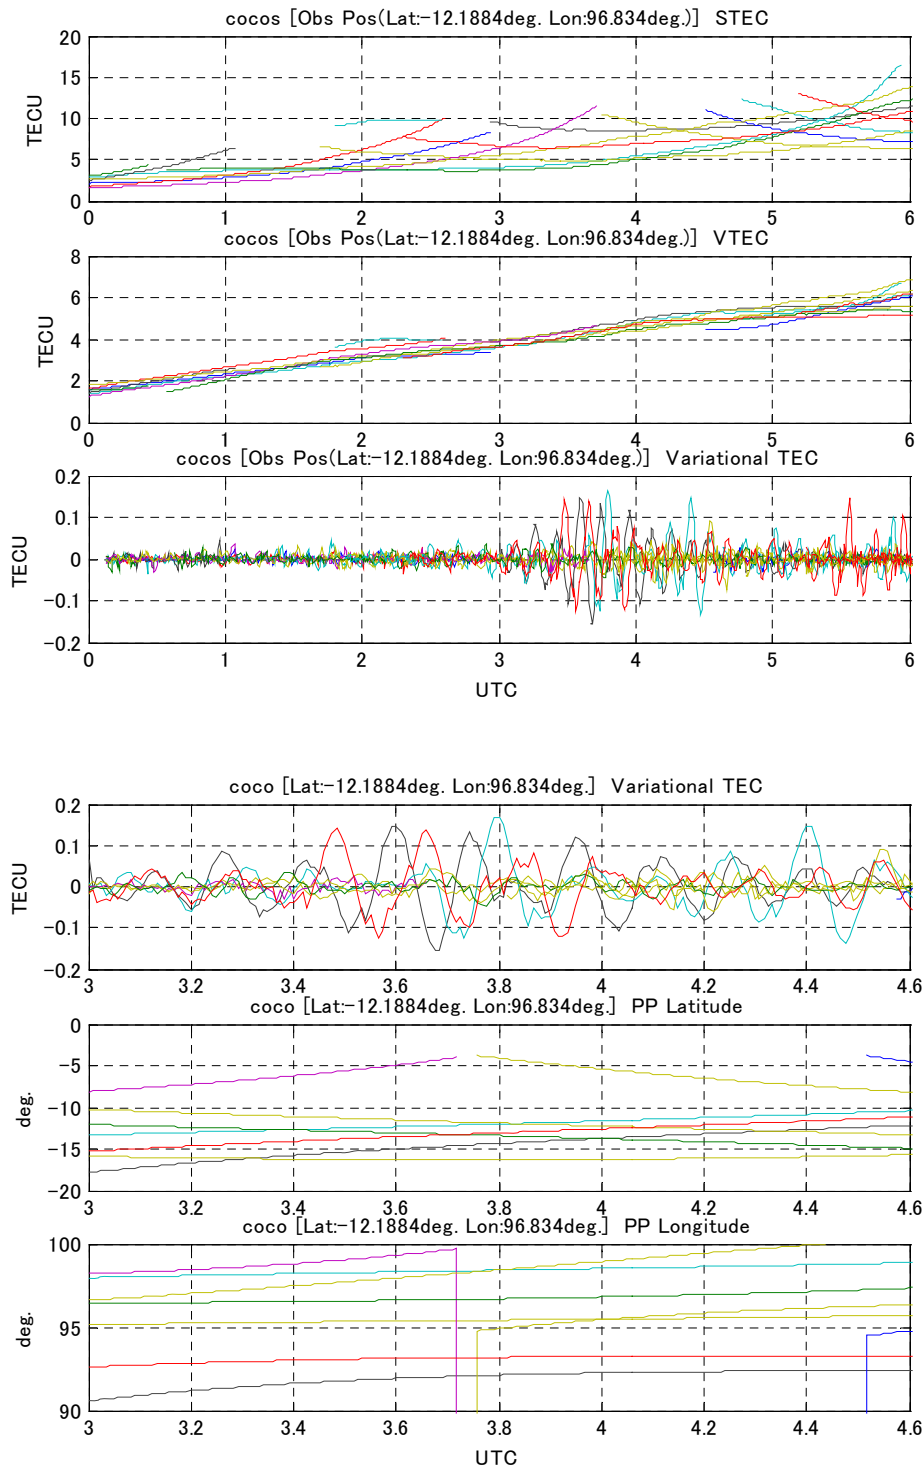 cocos [Obs Pos(Lat:-12.1884deg. Lon:96.834deg.)] STEC
20
15
10
5
0
TECU
0 1 2 3 4 5 6
cocos [Obs Pos(Lat:-12.1884deg. Lon:96.834deg.)] VTEC
8
6
4
2
0
TECU
0 1 2 3 4 5 6
cocos [Obs Pos(Lat:-12.1884deg. Lon:96.834deg.)] Variational TEC
0.2
0.1
0
-0.1
-0.2
TECU
0 1 2 3 4 5 6
UTC
coco [Lat:-12.1884deg. Lon:96.834deg.] Variational TEC
0.2
0.1
0
-0.1
-0.2
TECU
3 3.2 3.4 3.6 3.8 4 4.2 4.4 4.6
coco [Lat:-12.1884deg. Lon:96.834deg.] PP Latitude
0
-5
-10
-15
-20
deg.
3 3.2 3.4 3.6 3.8 4 4.2 4.4 4.6
coco [Lat:-12.1884deg. Lon:96.834deg.] PP Longitude
100
95
90
deg.
3 3.2 3.4 3.6 3.8 4 4.2 4.4 4.6
UTC